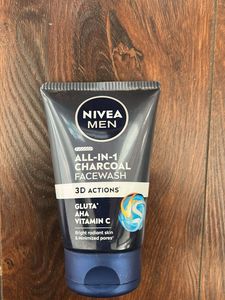 NIVEA
MEN
ALL-IN-1
CHARCOAL
FACEWASH
3D ACTIONS
GLUTA*
AHA
VITAMIN C
Bright radiant skin
& minimized pores*